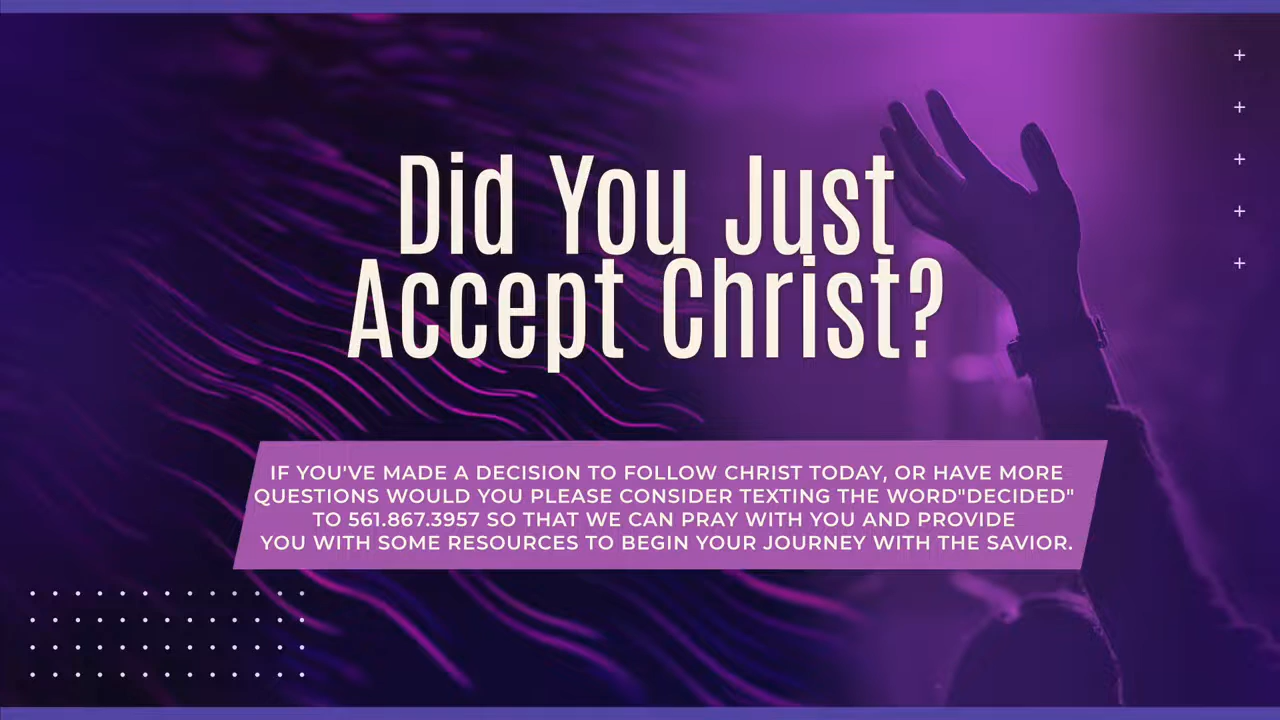 Did You Just
Accept Christ?
IF YOU'VE MADE A DECISION TO FOLLOW CHRIST TODAY, OR HAVE MORE
QUESTIONS WOULD YOU PLEASE CONSIDER TEXTING THE WORD"DECIDED"
TO 561.867.3957 SO THAT WE CAN PRAY WITH YOU AND PROVIDE
YOU WITH SOME RESOURCES TO BEGIN YOUR JOURNEY WITH THE SAVIOR.